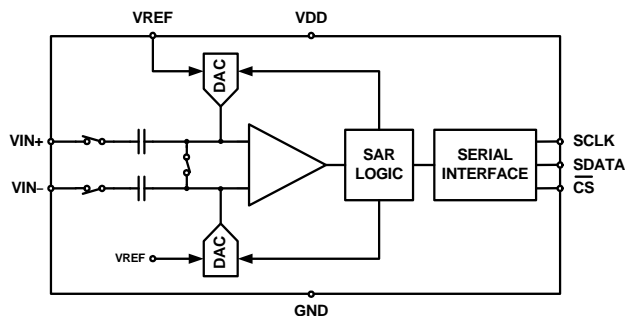 VREF
VDD
DAC
VIN+
VIN–
SAR
LOGIC
SERIAL
INTERFACE
SCLK
SDATA
CS
VREF
DAC
GND